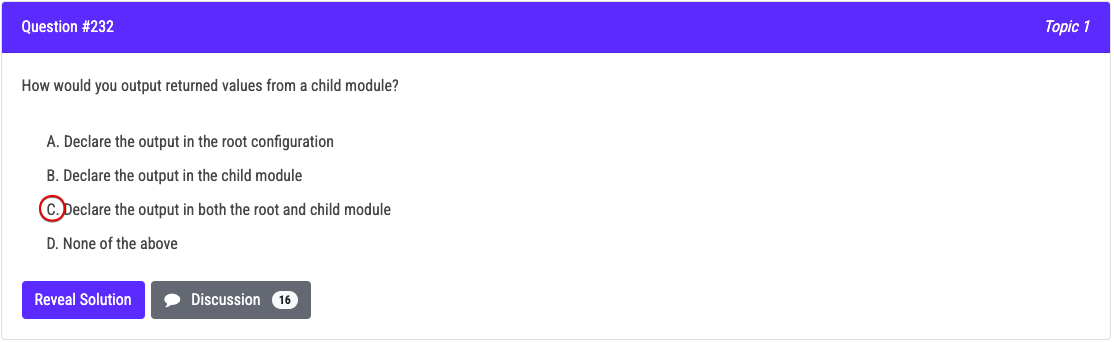 Question #232
Topic 1
How would you output returned values from a child module?
A. Declare the output in the root configuration
B. Declare the output in the child module
C. Declare the output in both the root and child module
D. None of the above
Reveal Solution
Discussion 16